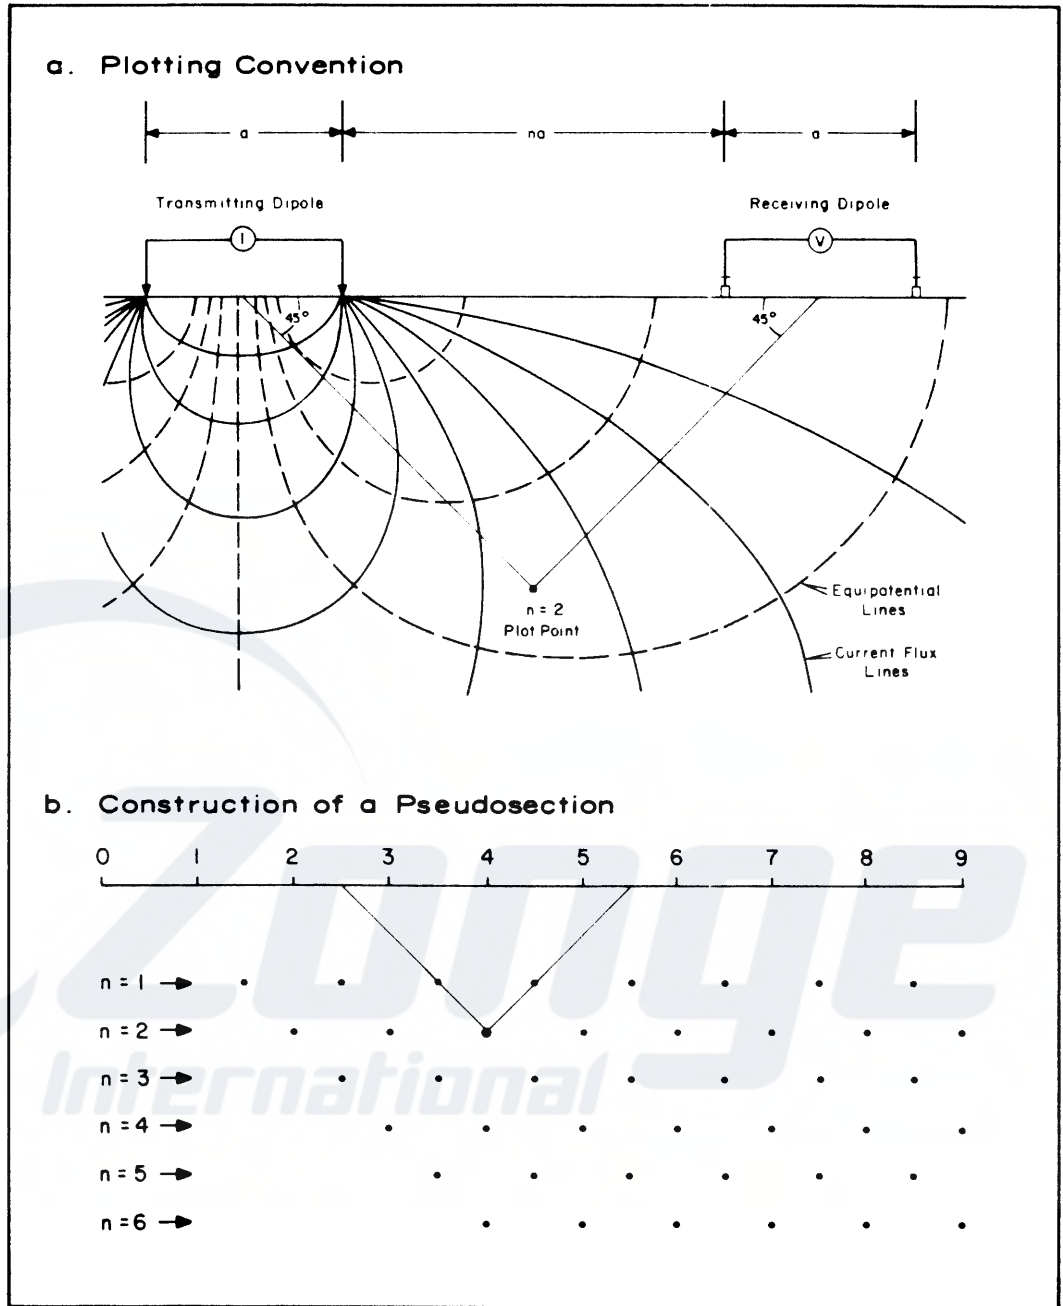 a. Plotting Convention
a na a
Transmitting Dipole Receiving Dipole
I V
45° 45°
n = 2
Plot Point
Equipotential
Lines
Current Flux
Lines
b. Construction of a Pseudosection
0 1 2 3 4 5 6 7 8 9
n = 1
n = 2
n = 3
n = 4
n = 5
n = 6
zonge
International